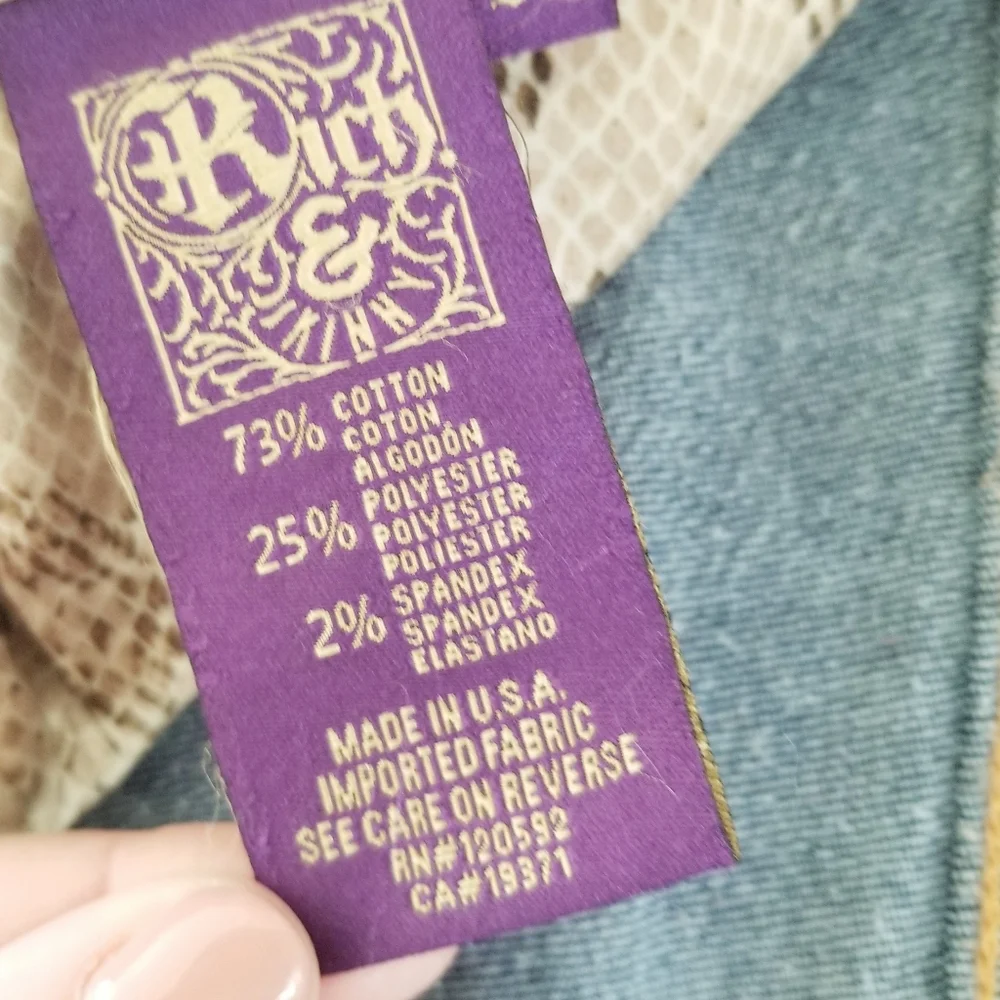 Rich
&
SKINNY
73% COTTON
COTON
ALGODÓN
25% POLYESTER
POLYESTER
POLIESTER
2% SPANDEX
SPANDEX
ELASTANO
MADE IN U.S.A.
IMPORTED FABRIC
SEE CARE ON REVERSE
RN#120592
CA#19371